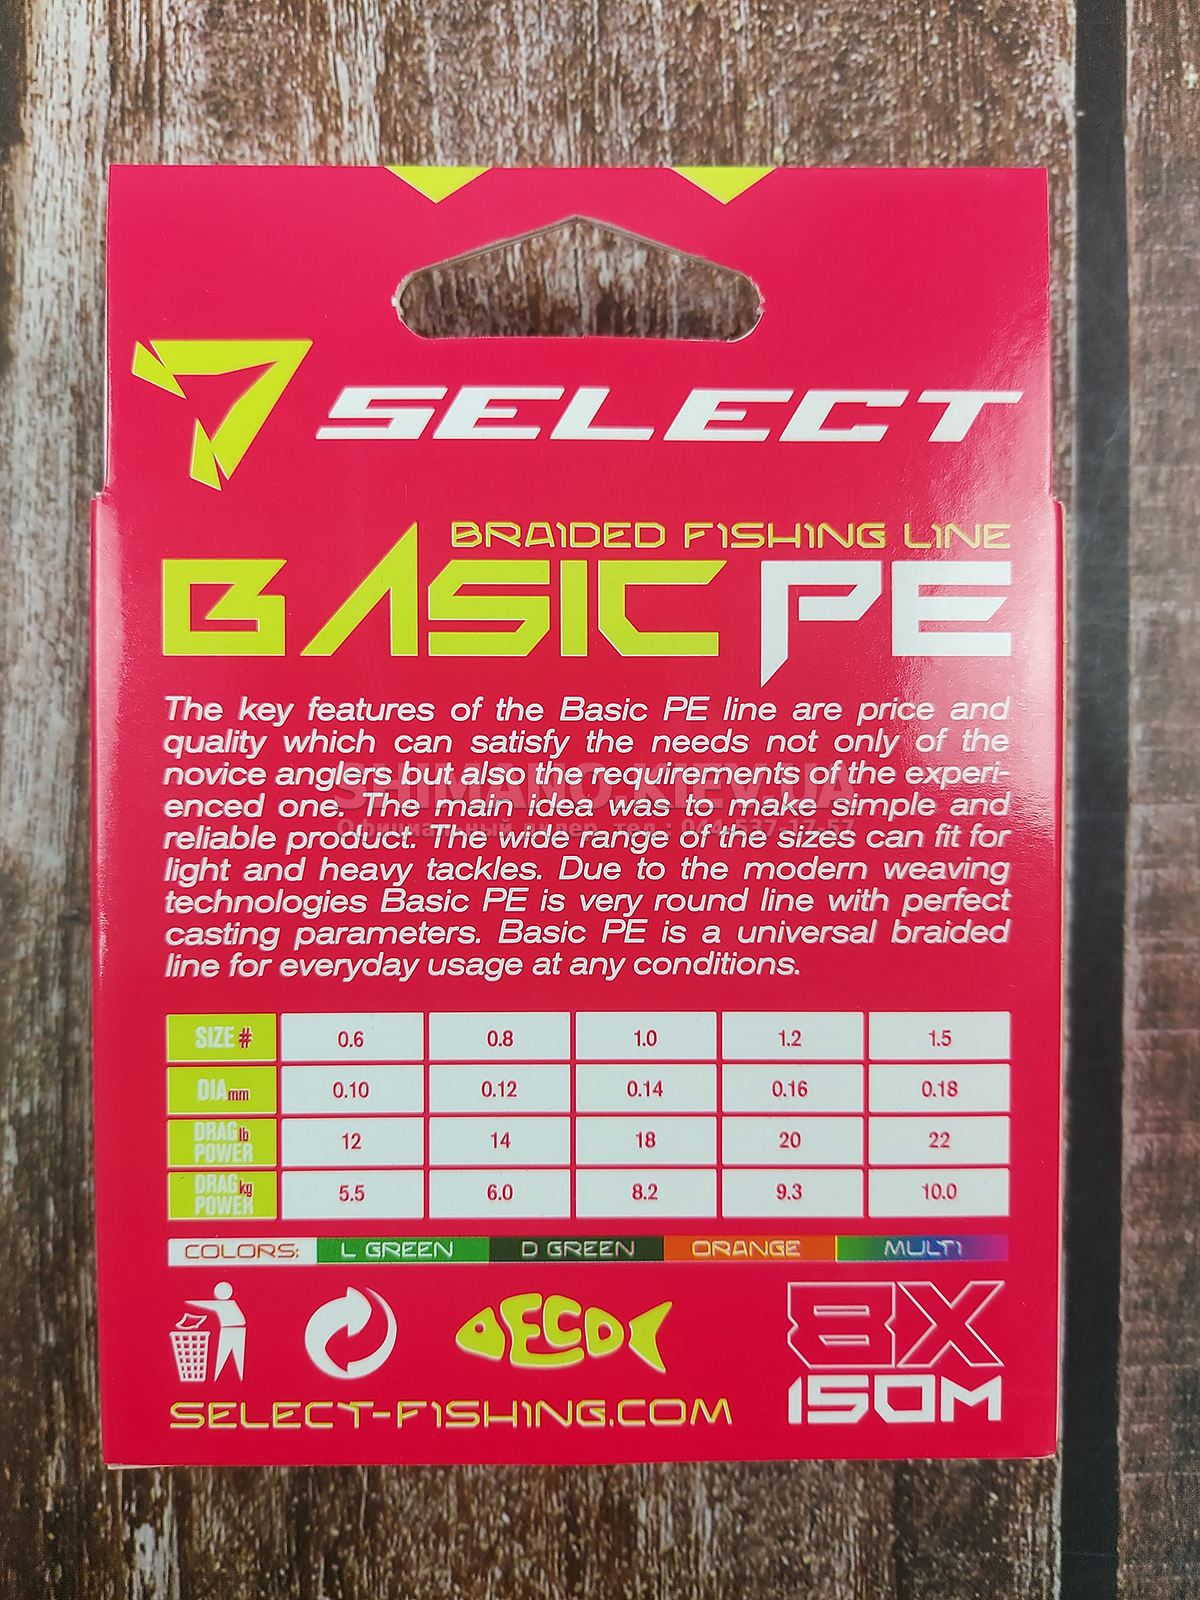 SELECT
BRAIDED FISHING LINE
BASIC PE
The key features of the Basic PE line are price and
quality which can satisfy the needs not only of the
novice anglers but also the requirements of the experi-
enced one. The main idea was to make simple and
reliable product. The wide range of the sizes can fit for
light and heavy tackles. Due to the modern weaving
technologies Basic PE is very round line with perfect
casting parameters. Basic PE is a universal braided
line for everyday usage at any conditions.
SHIMANO.KIEV.UA
Официальный дилер, тел.: 044-537-17-57
SIZE # 0.6 0.8 1.0 1.2 1.5
DIA mm 0.10 0.12 0.14 0.16 0.18
DRAG lb POWER 12 14 18 20 22
DRAG kg POWER 5.5 6.0 8.2 9.3 10.0
COLORS: L GREEN D GREEN ORANGE MULTI
ECO
8X
150M
SELECT-FISHING.COM